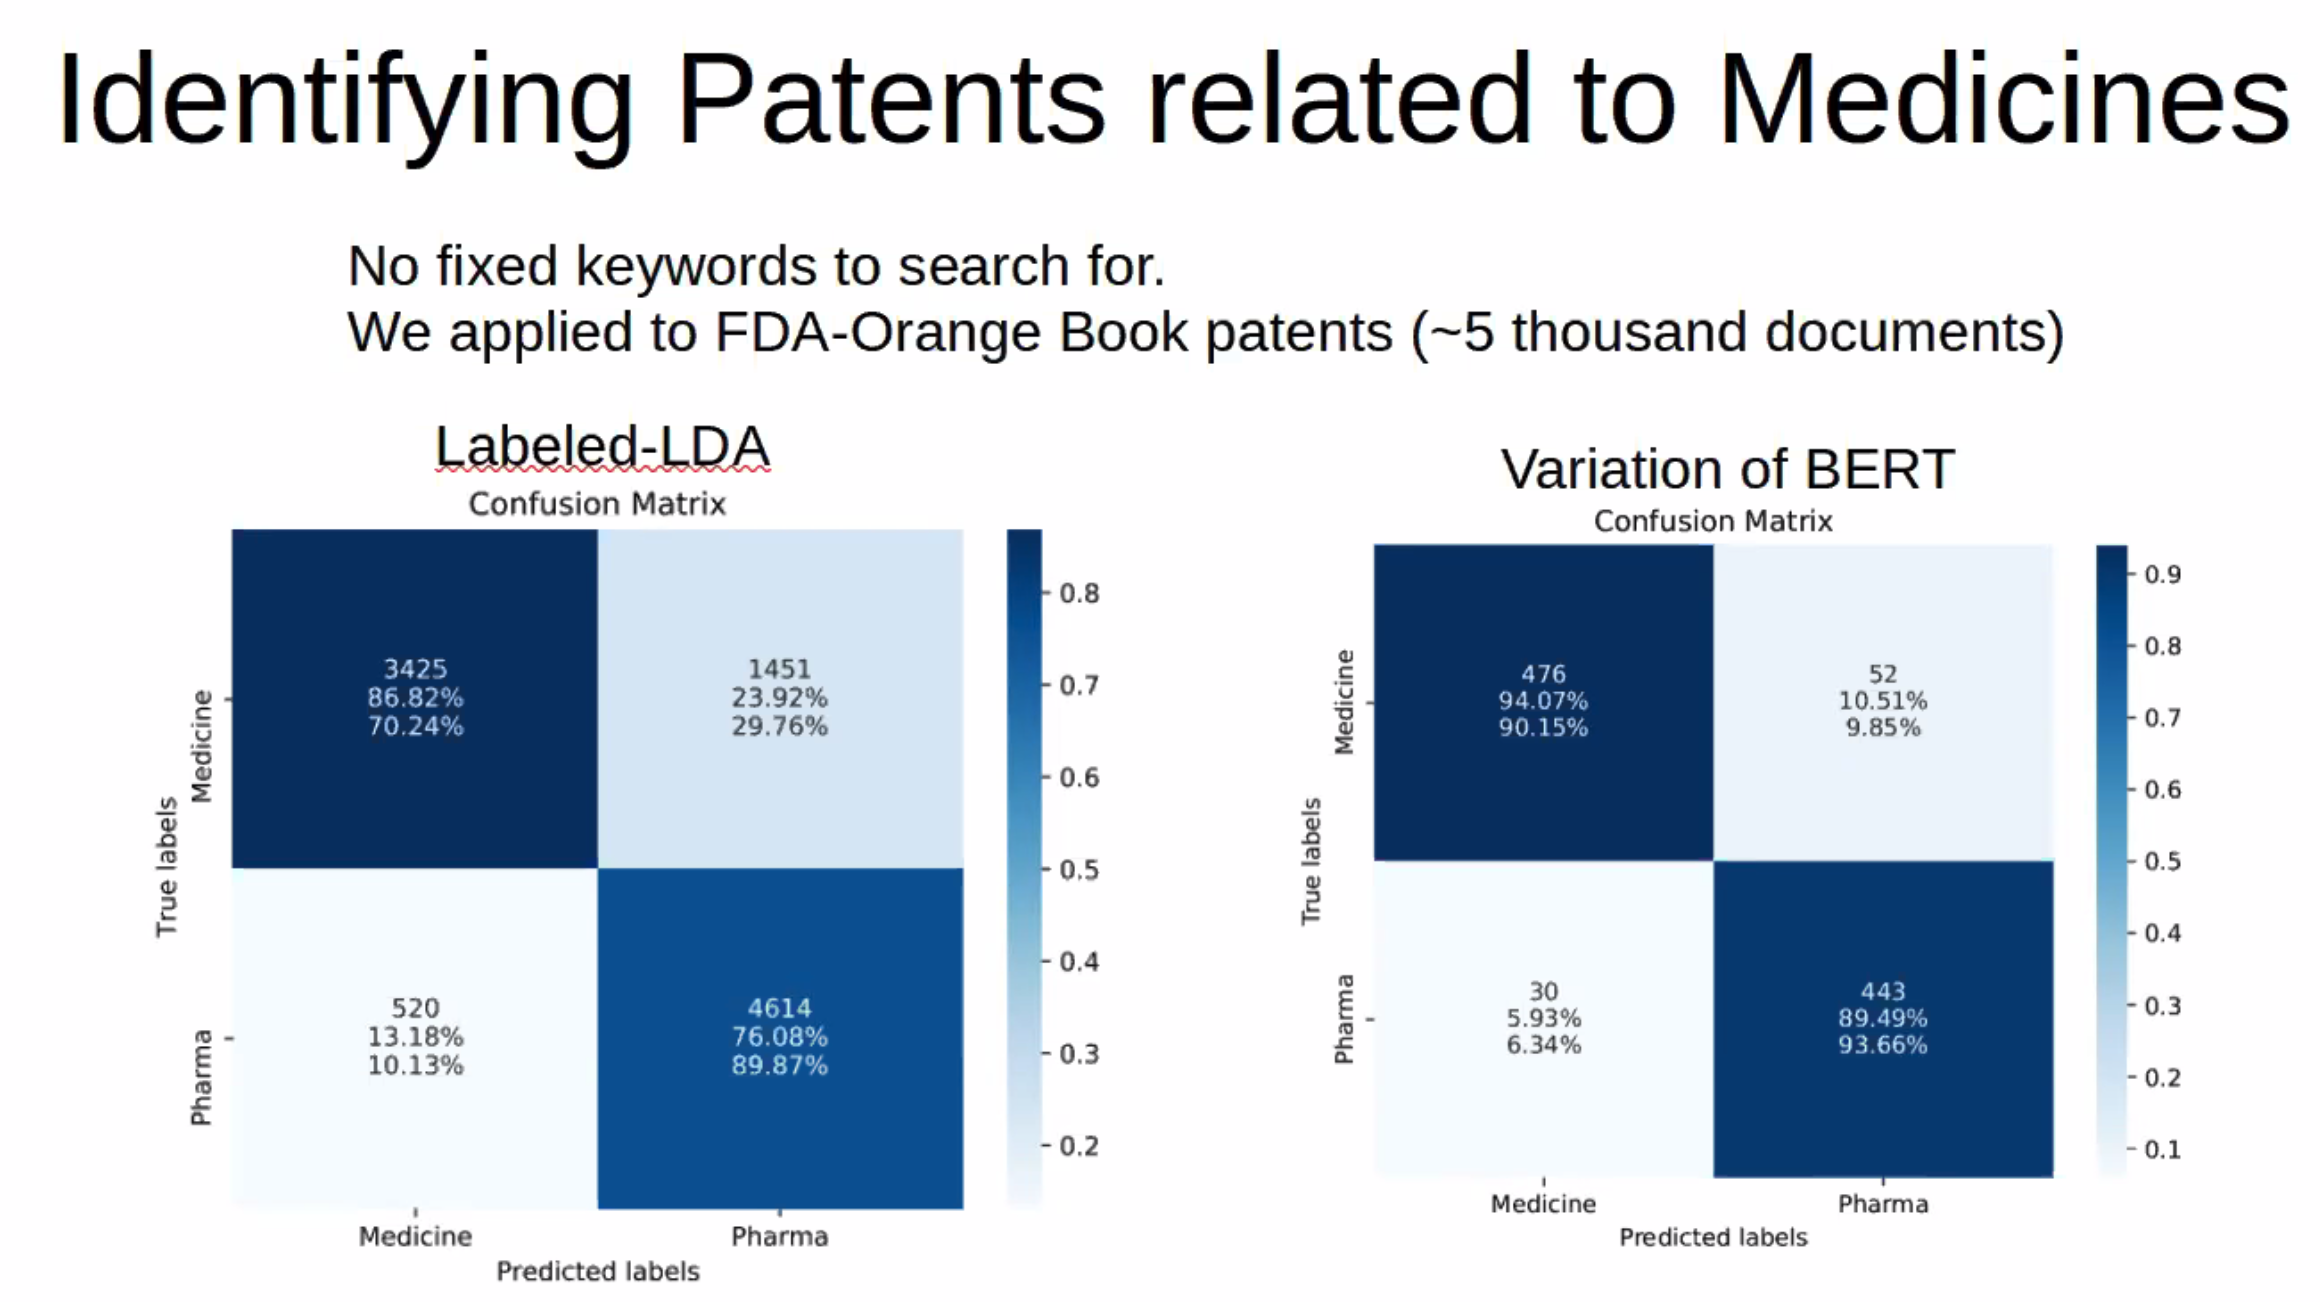 Identifying Patents related to Medicines
No fixed keywords to search for.
We applied to FDA-Orange Book patents (~5 thousand documents)
Labeled-LDA
Confusion Matrix
True labels
Medicine
Pharma
3425
86.82%
70.24%
1451
23.92%
29.76%
520
13.18%
10.13%
4614
76.08%
89.87%
Medicine
Pharma
Predicted labels
0.8
0.7
0.6
0.5
0.4
0.3
0.2
Variation of BERT
Confusion Matrix
True labels
Medicine
Pharma
476
94.07%
90.15%
52
10.51%
9.85%
30
5.93%
6.34%
443
89.49%
93.66%
Medicine
Pharma
Predicted labels
0.9
0.8
0.7
0.6
0.5
0.4
0.3
0.2
0.1